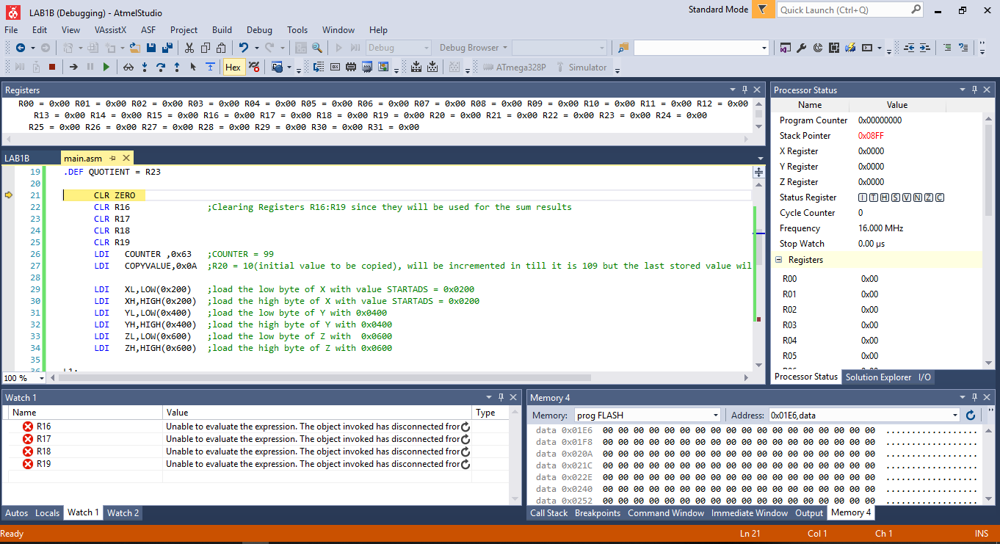 LAB1B (Debugging) - AtmelStudio
Standard Mode
Quick Launch (Ctrl+Q)
File Edit View VAssistX ASF Project Build Debug Tools Window Help
Debug Debug Browser
Hex ATmega328P Simulator
Registers
R00 = 0x00 R01 = 0x00 R02 = 0x00 R03 = 0x00 R04 = 0x00 R05 = 0x00 R06 = 0x00 R07 = 0x00 R08 = 0x00 R09 = 0x00 R10 = 0x00 R11 = 0x00 R12 = 0x00
R13 = 0x00 R14 = 0x00 R15 = 0x00 R16 = 0x00 R17 = 0x00 R18 = 0x00 R19 = 0x00 R20 = 0x00 R21 = 0x00 R22 = 0x00 R23 = 0x00 R24 = 0x00
R25 = 0x00 R26 = 0x00 R27 = 0x00 R28 = 0x00 R29 = 0x00 R30 = 0x00 R31 = 0x00
LAB1B main.asm
19 .DEF QUOTIENT = R23
20
21 CLR ZERO
22 CLR R16 ;Clearing Registers R16:R19 since they will be used for the sum results
23 CLR R17
24 CLR R18
25 CLR R19
26 LDI COUNTER ,0x63 ;COUNTER = 99
27 LDI COPYVALUE,0x0A ;R20 = 10(initial value to be copied), will be incremented in till it is 109 but the last stored value wil
28
29 LDI XL,LOW(0x200) ;load the low byte of X with value STARTADS = 0x0200
30 LDI XH,HIGH(0x200) ;load the high byte of X with value STARTADS = 0x0200
31 LDI YL,LOW(0x400) ;load the low byte of Y with 0x0400
32 LDI YH,HIGH(0x400) ;load the high byte of Y with 0x0400
33 LDI ZL,LOW(0x600) ;load the low byte of Z with 0x0600
34 LDI ZH,HIGH(0x600) ;load the high byte of Z with 0x0600
35
100 %
Processor Status
Name Value
Program Counter 0x00000000
Stack Pointer 0x08FF
X Register 0x0000
Y Register 0x0000
Z Register 0x0000
Status Register I T H S V N Z C
Cycle Counter 0
Frequency 16.000 MHz
Stop Watch 0.00 µs
Registers
R00 0x00
R01 0x00
R02 0x00
R03 0x00
R04 0x00
R05 0x00
Processor Status Solution Explorer I/O
Watch 1
Name Value Type
R16 Unable to evaluate the expression. The object invoked has disconnected fror
R17 Unable to evaluate the expression. The object invoked has disconnected fror
R18 Unable to evaluate the expression. The object invoked has disconnected fror
R19 Unable to evaluate the expression. The object invoked has disconnected fror
Autos Locals Watch 1 Watch 2
Memory 4
Memory: prog FLASH Address: 0x01E6,data
data 0x01E6 00 00 00 00 00 00 00 00 00 00 00 00 00 00 00 00 00 00 ..................
data 0x01F8 00 00 00 00 00 00 00 00 00 00 00 00 00 00 00 00 00 00 ..................
data 0x020A 00 00 00 00 00 00 00 00 00 00 00 00 00 00 00 00 00 00 ..................
data 0x021C 00 00 00 00 00 00 00 00 00 00 00 00 00 00 00 00 00 00 ..................
data 0x022E 00 00 00 00 00 00 00 00 00 00 00 00 00 00 00 00 00 00 ..................
data 0x0240 00 00 00 00 00 00 00 00 00 00 00 00 00 00 00 00 00 00 ..................
data 0x0252 00 00 00 00 00 00 00 00 00 00 00 00 00 00 00 00 00 00 ..................
Call Stack Breakpoints Command Window Immediate Window Output Memory 4
Ready Ln 21 Col 1 Ch 1 INS